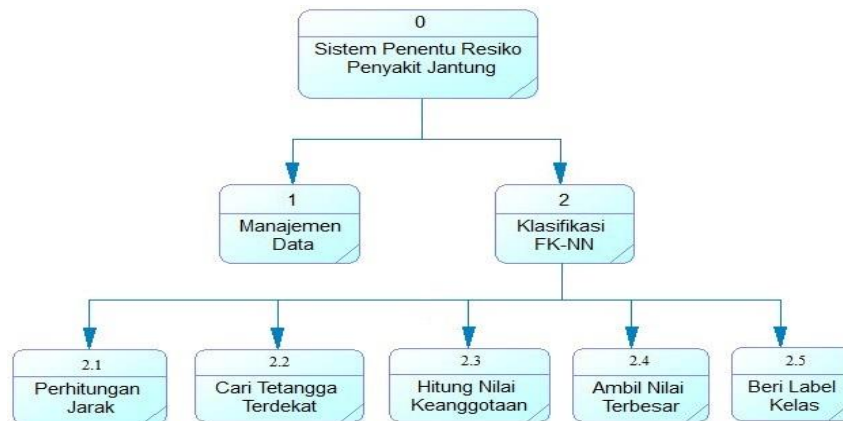 0
Sistem Penentu Resiko
Penyakit Jantung
1
Manajemen
Data
2
Klasifikasi
FK-NN
2.1
Perhitungan
Jarak
2.2
Cari Tetangga
Terdekat
2.3
Hitung Nilai
Keanggotaan
2.4
Ambil Nilai
Terbesar
2.5
Beri Label
Kelas